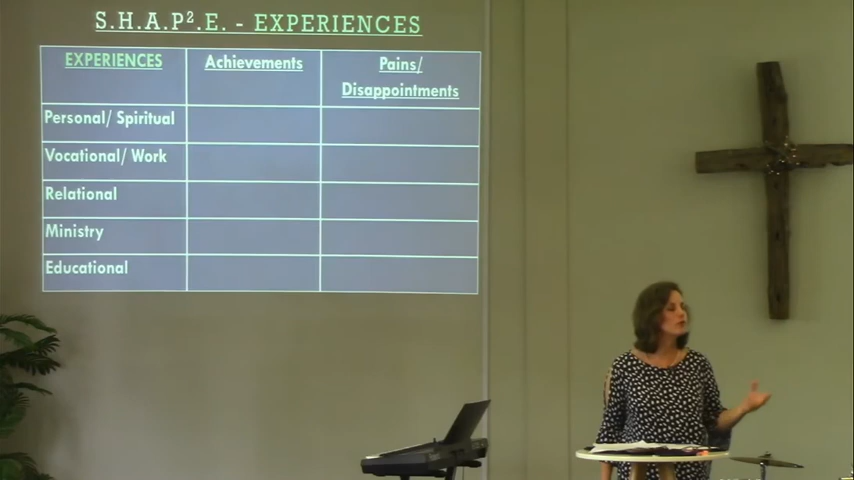 S.H.A.P².E. - EXPERIENCES
EXPERIENCES Achievements Pains/
Disappointments
Personal/ Spiritual
Vocational/ Work
Relational
Ministry
Educational